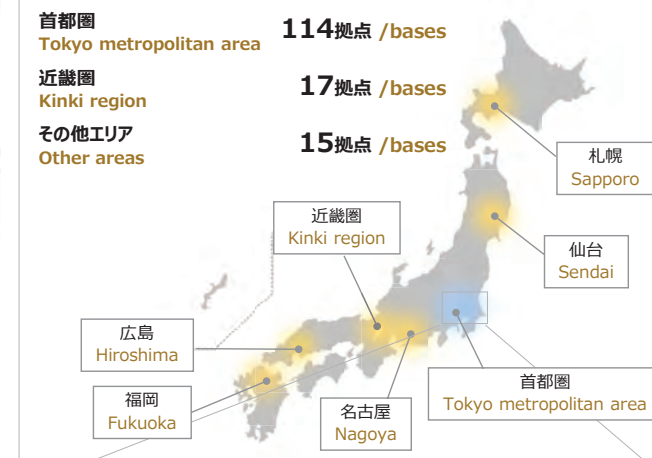 首都圏
Tokyo metropolitan area
114拠点 /bases
近畿圏
Kinki region
17拠点 /bases
その他エリア
Other areas
15拠点 /bases
札幌
Sapporo
近畿圏
Kinki region
仙台
Sendai
広島
Hiroshima
首都圏
Tokyo metropolitan area
福岡
Fukuoka
名古屋
Nagoya